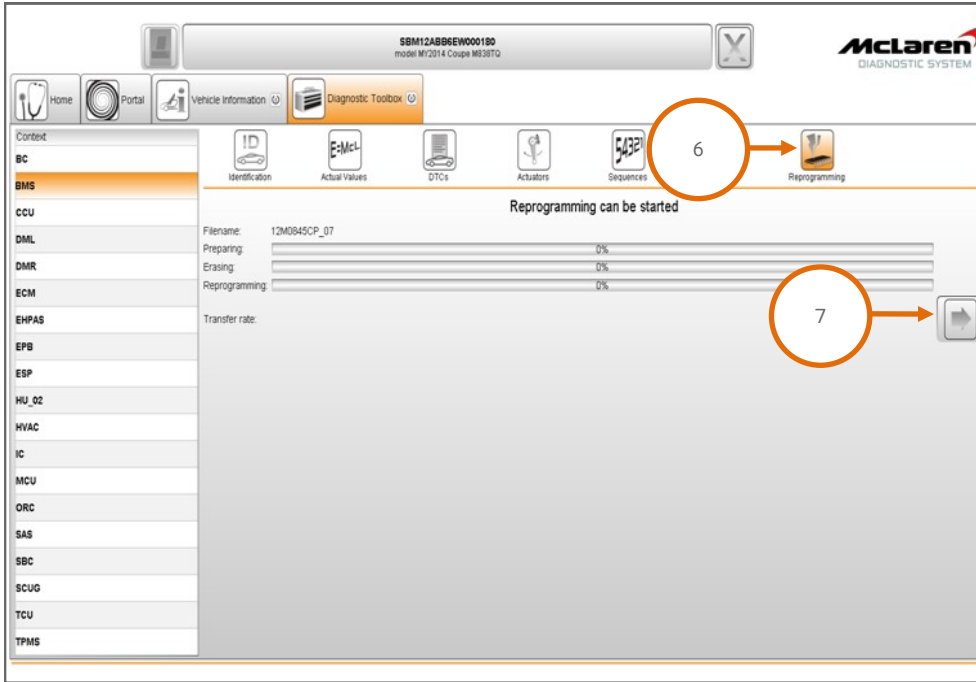 SBM12ABB6EW000180
model MY2014 Coupe M838TQ
McLaren
DIAGNOSTIC SYSTEM
Home
Portal
Vehicle Information
Diagnostic Toolbox
Context
BC
BMS
CCU
DML
DMR
ECM
EHPAS
EPB
ESP
HU_02
HVAC
IC
MCU
ORC
SAS
SBC
SCUG
TCU
TPMS
ID
Identification
E=McL
Actual Values
DTCs
Actuators
54321
Sequences
6
Reprogramming
Reprogramming can be started
Filename: 12M0845CP_07
Preparing: 0%
Erasing: 0%
Reprogramming: 0%
Transfer rate:
7